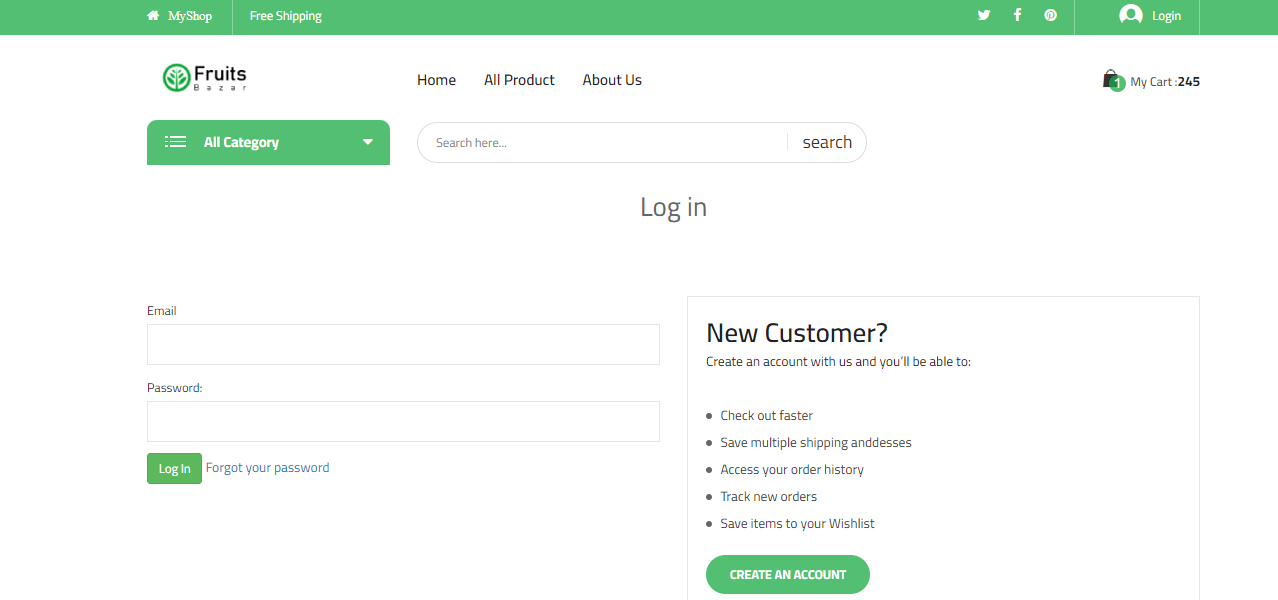 MyShop Free Shipping Login
Fruits
Bazar
Home All Product About Us
1 My Cart :245
All Category
Search here... search
Log in
Email
Password:
Log In Forgot your password
New Customer?
Create an account with us and you'll be able to:
Check out faster
Save multiple shipping anddesses
Access your order history
Track new orders
Save items to your Wishlist
CREATE AN ACCOUNT